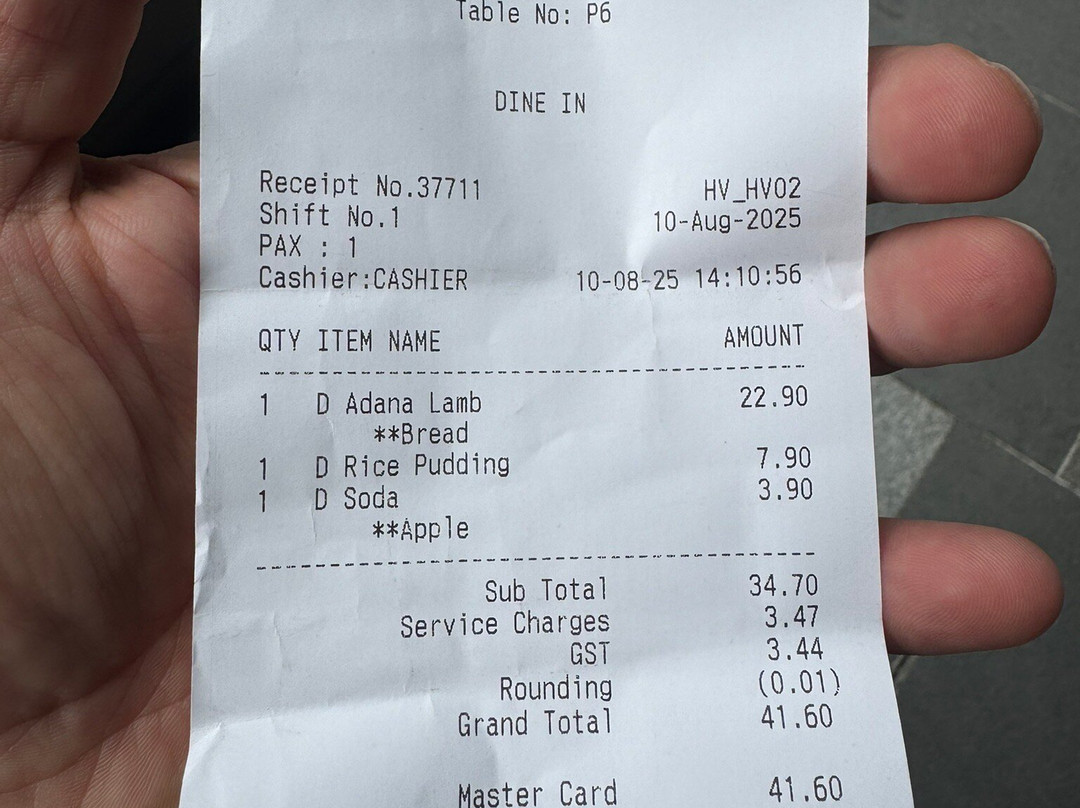 Table No: P6
DINE IN
Receipt No.37711 HV_HV02
Shift No.1 10-Aug-2025
PAX : 1
Cashier:CASHIER 10-08-25 14:10:56
QTY ITEM NAME AMOUNT
1 D Adana Lamb 22.90
**Bread
1 D Rice Pudding 7.90
1 D Soda 3.90
**Apple
Sub Total 34.70
Service Charges 3.47
GST 3.44
Rounding (0.01)
Grand Total 41.60
Master Card 41.60